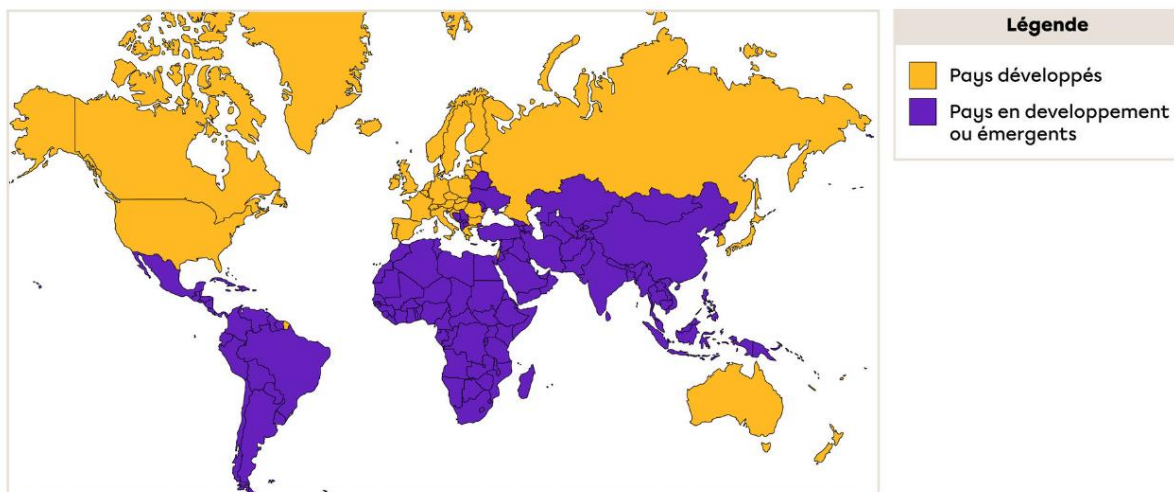 Légende
Pays développés
Pays en developpement
ou émergents